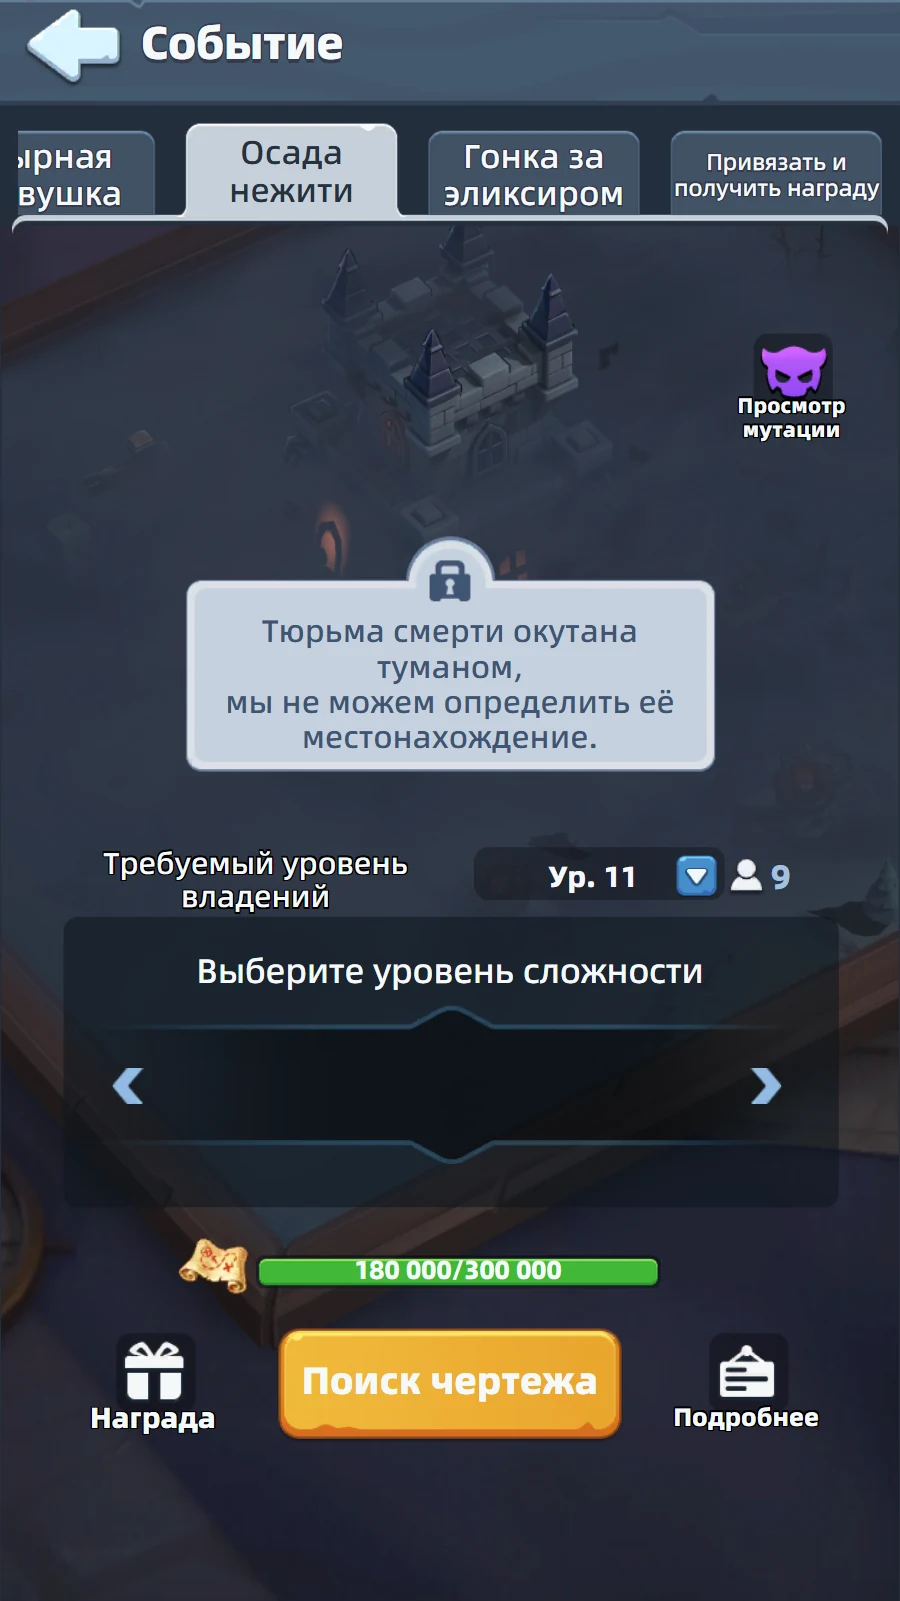 Событие
Осада
нежити
Гонка за
эликсиром
Привязать и
получить награду
Просмотр
мутации
Тюрьма смерти окутана
туманом,
мы не можем определить её
местонахождение.
Требуемый уровень
владений
Ур. 11
9
Выберите уровень сложности
180 000/300 000
Поиск чертежа
Награда
Подробнее